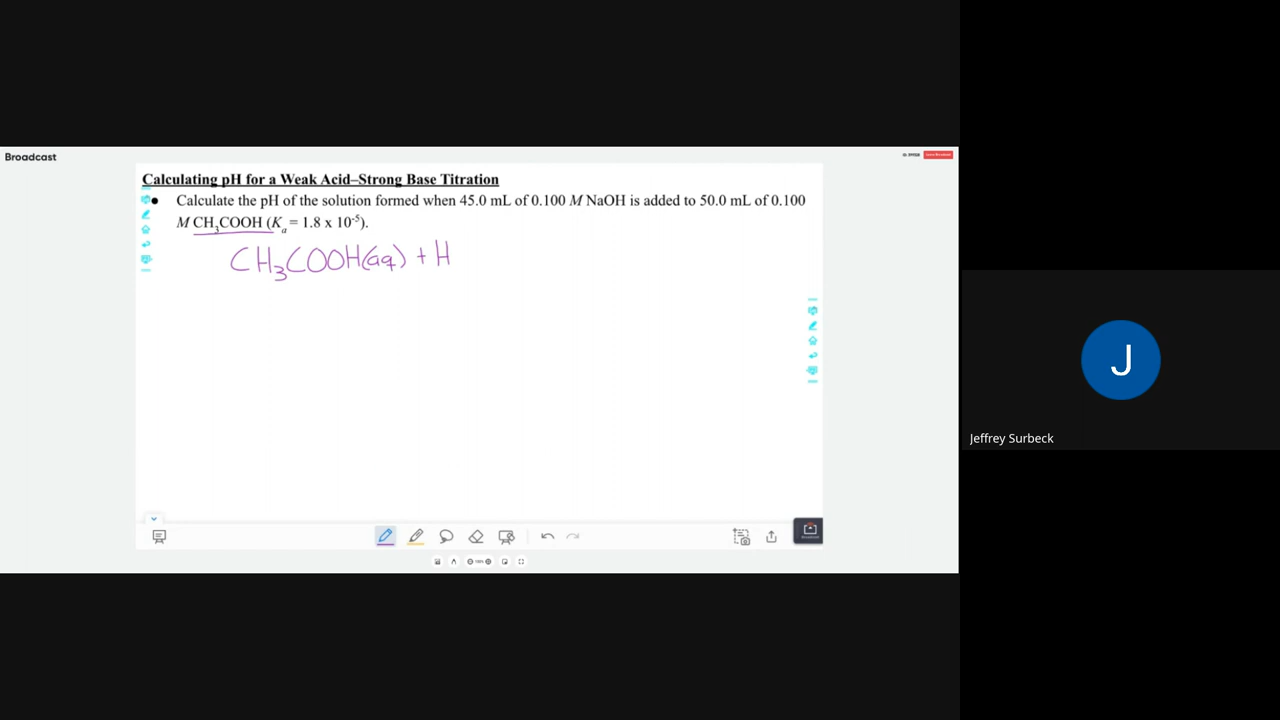 Broadcast
Calculating pH for a Weak Acid–Strong Base Titration
● Calculate the pH of the solution formed when 45.0 mL of 0.100 M NaOH is added to 50.0 mL of 0.100
M CH₃COOH (Kₐ = 1.8 x 10⁻⁵).
CH₃COOH(aq) + H
J
Jeffrey Surbeck